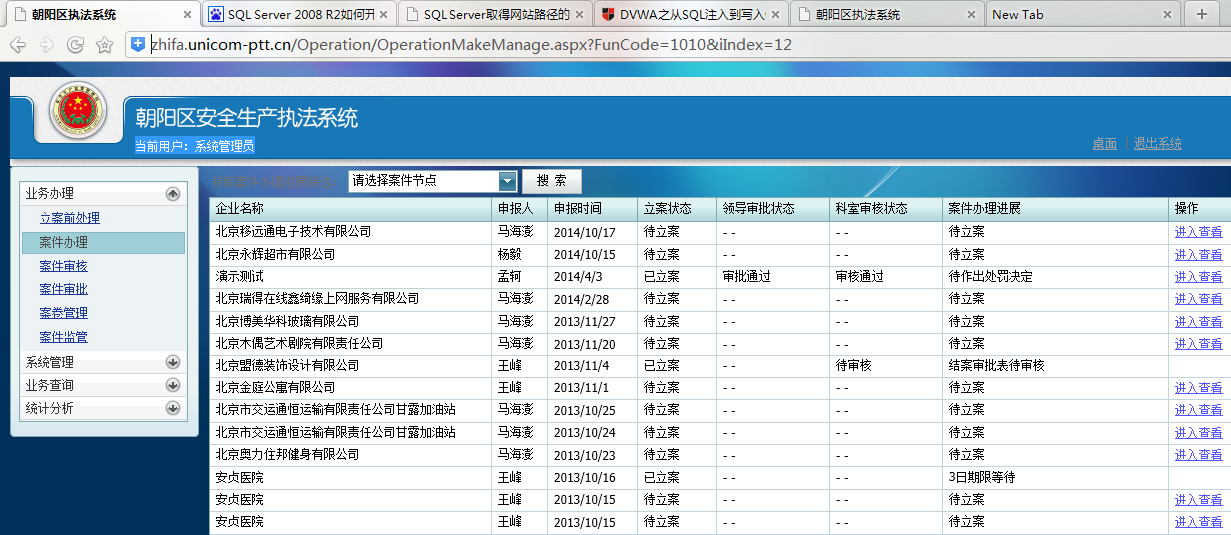 朝阳区执法系统 SQL Server 2008 R2如何开 SQL Server取得网站路径的 DVWA之从SQL注入到写入 朝阳区执法系统 New Tab
zhifa.unicom-ptt.cn/Operation/OperationMakeManage.aspx?FunCode=1010&iIndex=12
朝阳区安全生产执法系统
当前用户：系统管理员
桌面 退出系统
业务办理
立案前处理
案件办理
案件审核
案件审批
案卷管理
案件监管
系统管理
业务查询
统计分析
请选择案件节点 搜 索
企业名称 申报人 申报时间 立案状态 领导审批状态 科室审核状态 案件办理进展 操作
北京移远通电子技术有限公司 马海澎 2014/10/17 待立案 - - - - 待立案 进入查看
北京永辉超市有限公司 杨毅 2014/10/15 待立案 - - - - 待立案 进入查看
演示测试 孟轲 2014/4/3 已立案 审批通过 审核通过 待作出处罚决定 进入查看
北京瑞得在线鑫绮缘上网服务有限公司 马海澎 2014/2/28 待立案 - - - - 待立案 进入查看
北京博美华科玻璃有限公司 马海澎 2013/11/27 待立案 - - - - 待立案 进入查看
北京木偶艺术剧院有限责任公司 马海澎 2013/11/20 待立案 - - - - 待立案 进入查看
北京盟德装饰设计有限公司 王峰 2013/11/4 已立案 - - 待审核 结案审批表待审核
北京金庭公寓有限公司 王峰 2013/11/1 待立案 - - - - 待立案 进入查看
北京市交运通恒运输有限责任公司甘露加油站 马海澎 2013/10/25 待立案 - - - - 待立案 进入查看
北京市交运通恒运输有限责任公司甘露加油站 马海澎 2013/10/24 待立案 - - - - 待立案 进入查看
北京奥力住邦健身有限公司 马海澎 2013/10/23 待立案 - - - - 待立案 进入查看
安贞医院 王峰 2013/10/16 已立案 - - - - 3日期限等待
安贞医院 王峰 2013/10/15 待立案 - - - - 待立案 进入查看
安贞医院 王峰 2013/10/15 待立案 - - - - 待立案 进入查看